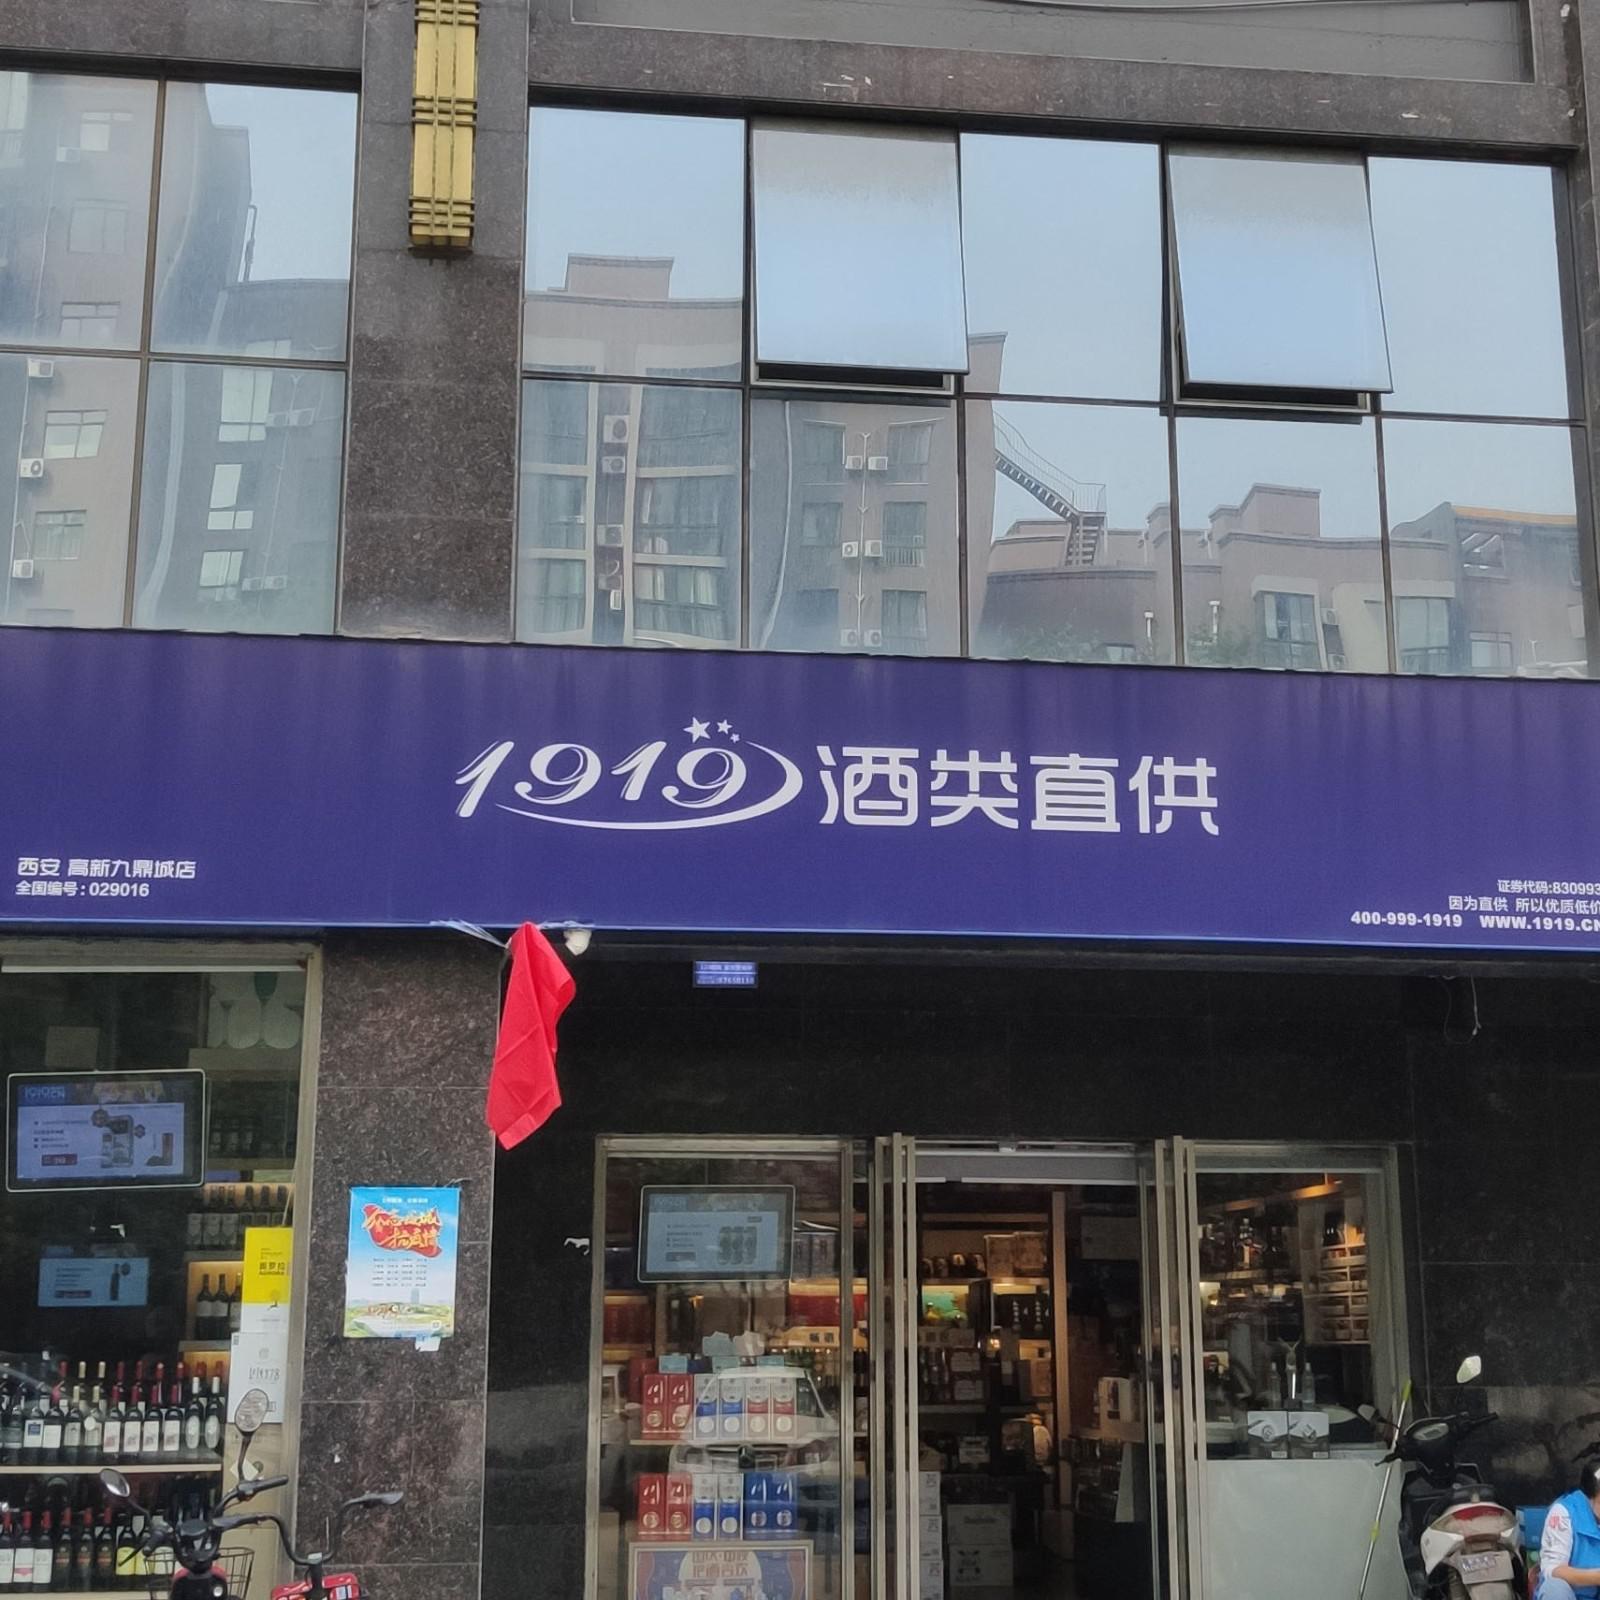 1919 酒类直供
西安 高新九鼎城店
全国编号:029016
证券代码:830993
因为直供 所以优质低价
400-999-1919 WWW.1919.CN